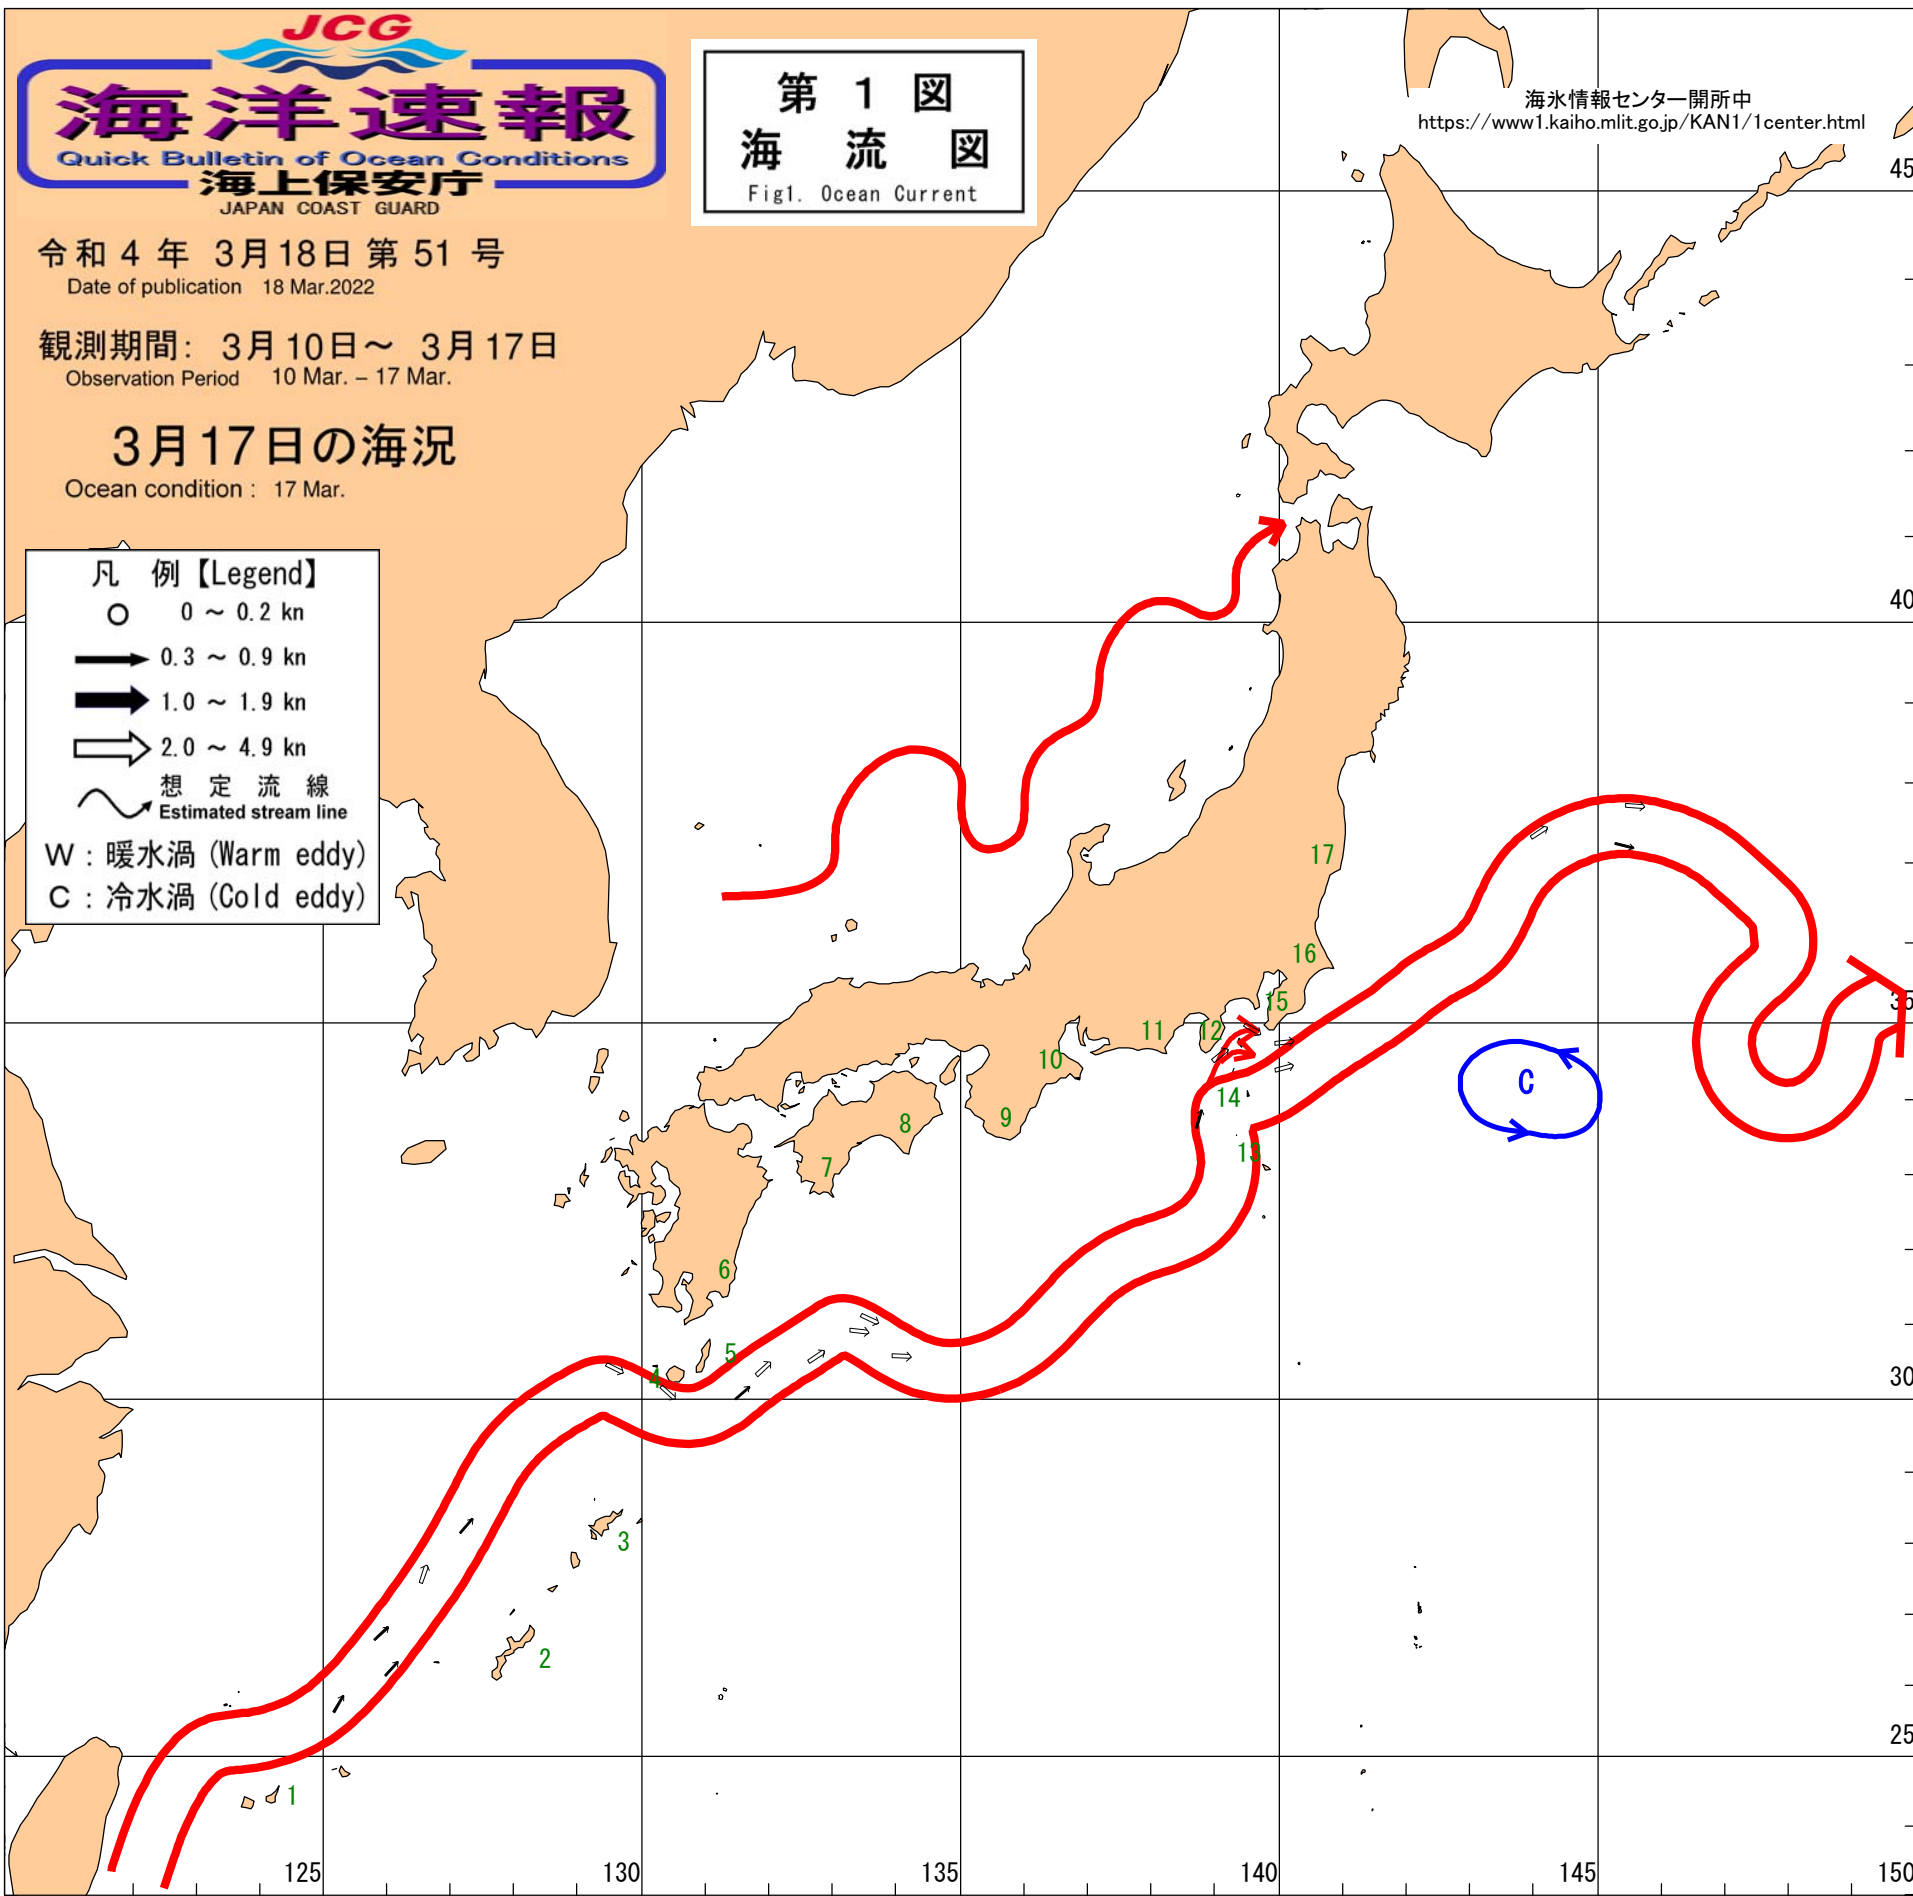 JCG
海洋速報
Quick Bulletin of Ocean Conditions
海上保安庁
JAPAN COAST GUARD
第 1 図
海 流 図
Fig1. Ocean Current
海氷情報センター開所中
https://www1.kaiho.mlit.go.jp/KAN1/1center.html
令和 4 年 3月18日 第 51 号
Date of publication 18 Mar.2022
観測期間: 3月10日～ 3月17日
Observation Period 10 Mar. – 17 Mar.
3月17日の海況
Ocean condition : 17 Mar.
凡 例【Legend】
0 ～ 0.2 kn
0.3 ～ 0.9 kn
1.0 ～ 1.9 kn
2.0 ～ 4.9 kn
想 定 流 線
Estimated stream line
W : 暖水渦 (Warm eddy)
C : 冷水渦 (Cold eddy)
45
40
17
16
15
35
12
11
10
C
14
9
8
13
7
6
5
4
30
3
2
25
1
125
130
135
140
145
150